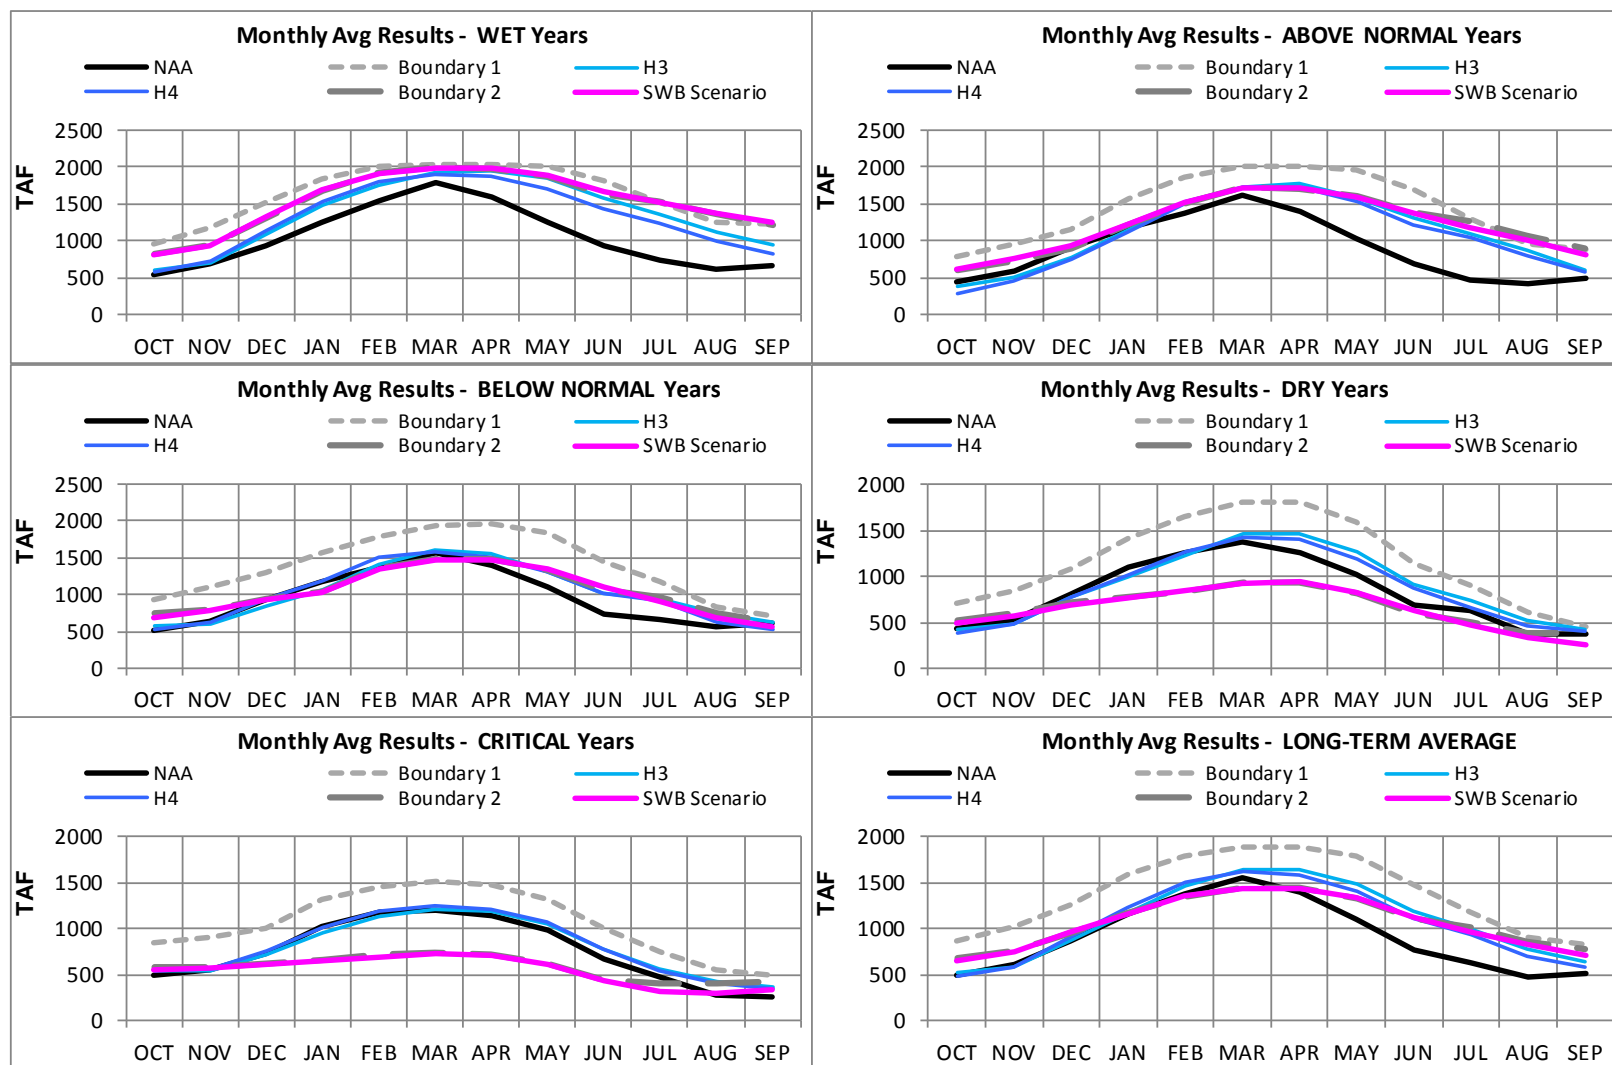 Monthly Avg Results - WET Years
NAA Boundary 1 H3
H4 Boundary 2 SWB Scenario
TAF
2500
2000
1500
1000
500
0
OCT NOV DEC JAN FEB MAR APR MAY JUN JUL AUG SEP
Monthly Avg Results - ABOVE NORMAL Years
NAA Boundary 1 H3
H4 Boundary 2 SWB Scenario
TAF
2500
2000
1500
1000
500
0
OCT NOV DEC JAN FEB MAR APR MAY JUN JUL AUG SEP
Monthly Avg Results - BELOW NORMAL Years
NAA Boundary 1 H3
H4 Boundary 2 SWB Scenario
TAF
2500
2000
1500
1000
500
0
OCT NOV DEC JAN FEB MAR APR MAY JUN JUL AUG SEP
Monthly Avg Results - DRY Years
NAA Boundary 1 H3
H4 Boundary 2 SWB Scenario
TAF
2000
1500
1000
500
0
OCT NOV DEC JAN FEB MAR APR MAY JUN JUL AUG SEP
Monthly Avg Results - CRITICAL Years
NAA Boundary 1 H3
H4 Boundary 2 SWB Scenario
TAF
2000
1500
1000
500
0
OCT NOV DEC JAN FEB MAR APR MAY JUN JUL AUG SEP
Monthly Avg Results - LONG-TERM AVERAGE
NAA Boundary 1 H3
H4 Boundary 2 SWB Scenario
TAF
2000
1500
1000
500
0
OCT NOV DEC JAN FEB MAR APR MAY JUN JUL AUG SEP